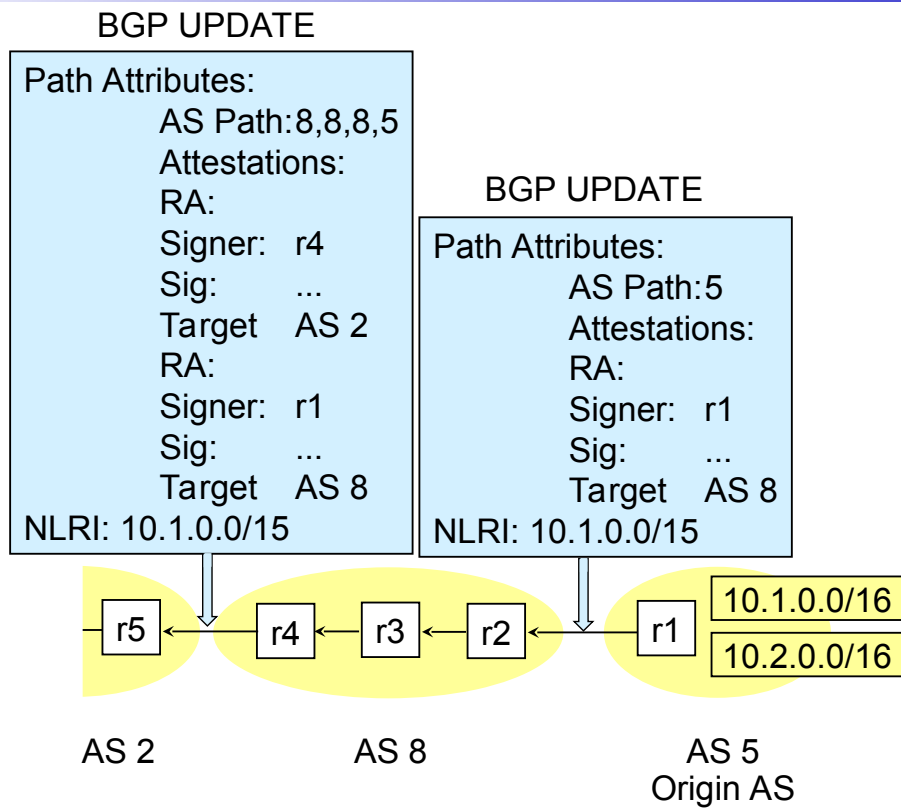 BGP UPDATE
Path Attributes:
AS Path:8,8,8,5
Attestations:
RA:
Signer: r4
Sig: ...
Target AS 2
RA:
Signer: r1
Sig: ...
Target AS 8
NLRI: 10.1.0.0/15
BGP UPDATE
Path Attributes:
AS Path:5
Attestations:
RA:
Signer: r1
Sig: ...
Target AS 8
NLRI: 10.1.0.0/15
r5
r4
r3
r2
r1
10.1.0.0/16
10.2.0.0/16
AS 2
AS 8
AS 5
Origin AS